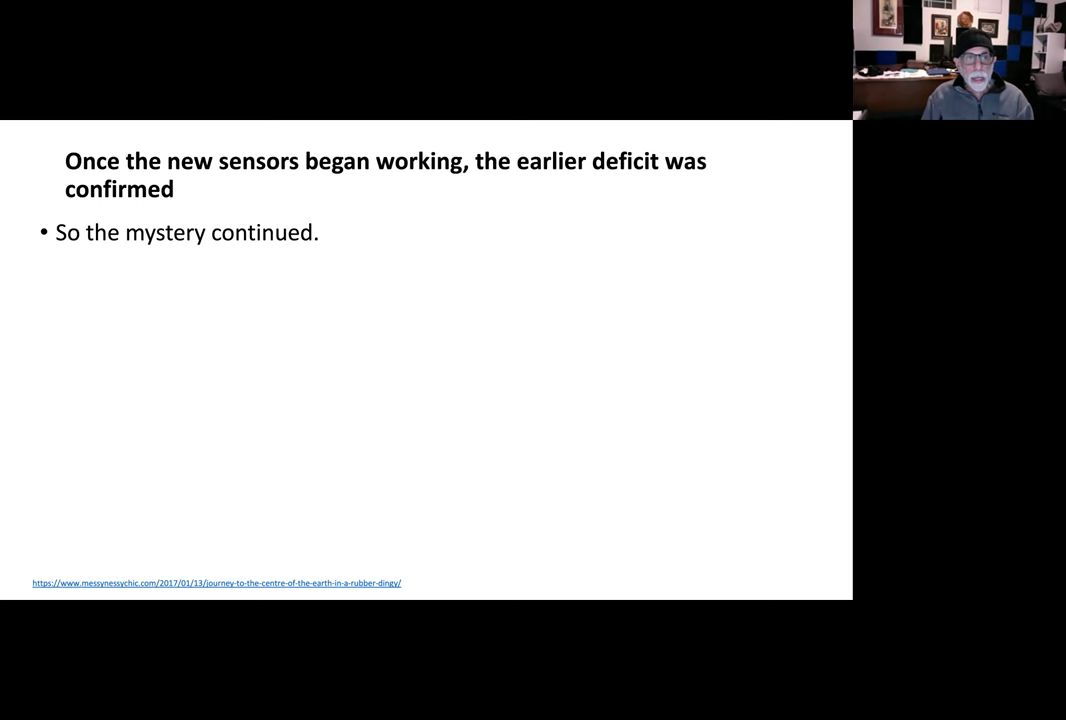 Once the new sensors began working, the earlier deficit was
confirmed
• So the mystery continued.
https://www.messynessychic.com/2017/01/13/journey-to-the-centre-of-the-earth-in-a-rubber-dingy/